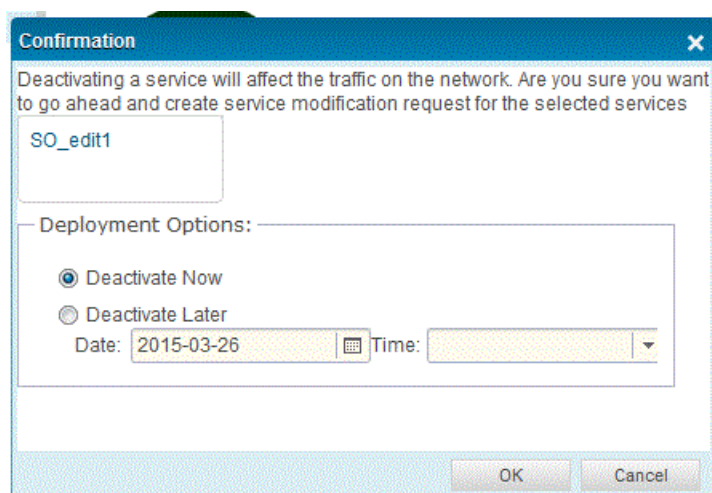 Confirmation
Deactivating a service will affect the traffic on the network. Are you sure you want
to go ahead and create service modification request for the selected services
SO_edit1
Deployment Options:
Deactivate Now
Deactivate Later
Date: 2015-03-26 Time:
OK Cancel